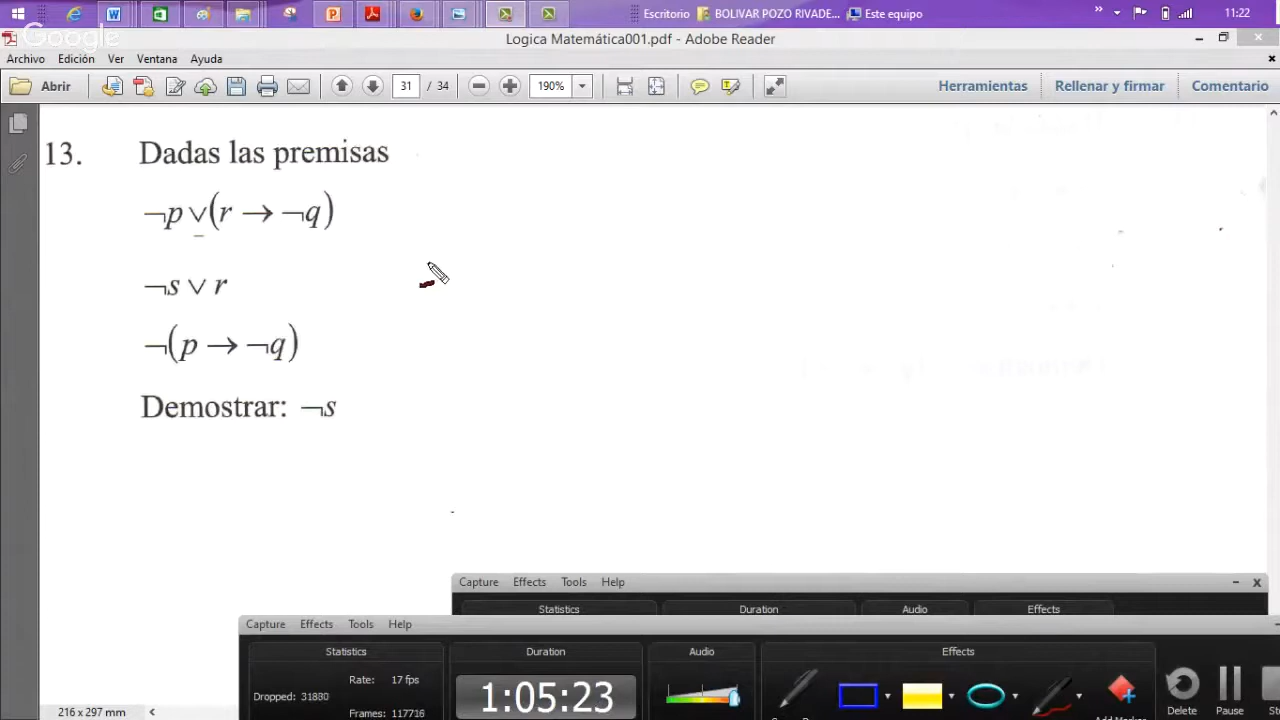 Escritorio BOLIVAR POZO RIVADE... Este equipo 11:22
Google
Logica Matemática001.pdf - Adobe Reader
Archivo Edición Ver Ventana Ayuda
Abrir 31 / 34 190% Herramientas Rellenar y firmar Comentario
13. Dadas las premisas
¬p ∨ (r → ¬q)
¬s ∨ r
¬(p → ¬q)
Demostrar: ¬s
Capture Effects Tools Help
Statistics Duration Audio Effects
Capture Effects Tools Help
Statistics Duration Audio Effects
Rate: 17 fps
Dropped: 31880
Frames: 117716
1:05:23
Delete Pause
216 x 297 mm